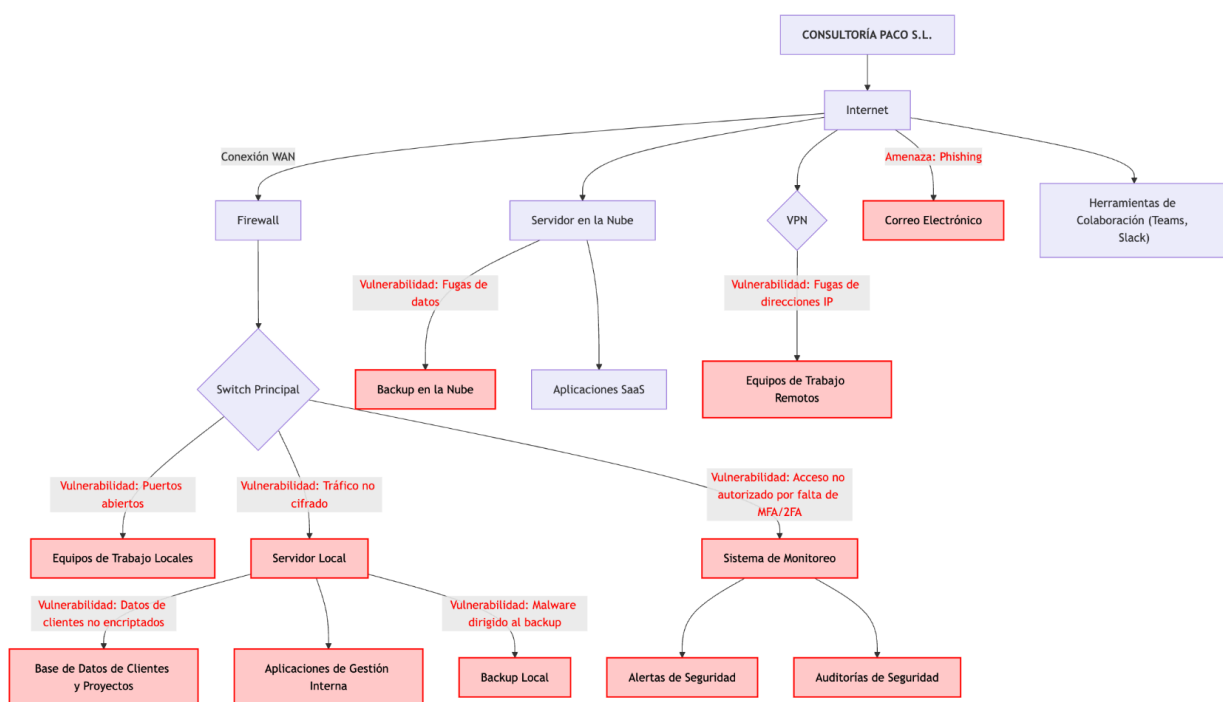 CONSULTORÍA PACO S.L.
Internet
Conexión WAN
Amenaza: Phishing
Firewall
Servidor en la Nube
VPN
Correo Electrónico
Herramientas de
Colaboración (Teams,
Slack)
Vulnerabilidad: Fugas de
datos
Vulnerabilidad: Fugas de
direcciones IP
Switch Principal
Backup en la Nube
Aplicaciones SaaS
Equipos de Trabajo
Remotos
Vulnerabilidad: Puertos
abiertos
Vulnerabilidad: Tráfico no
cifrado
Vulnerabilidad: Acceso no
autorizado por falta de
MFA/2FA
Equipos de Trabajo Locales
Servidor Local
Sistema de Monitoreo
Vulnerabilidad: Datos de
clientes no encriptados
Vulnerabilidad: Malware
dirigido al backup
Base de Datos de Clientes
y Proyectos
Aplicaciones de Gestión
Interna
Backup Local
Alertas de Seguridad
Auditorías de Seguridad